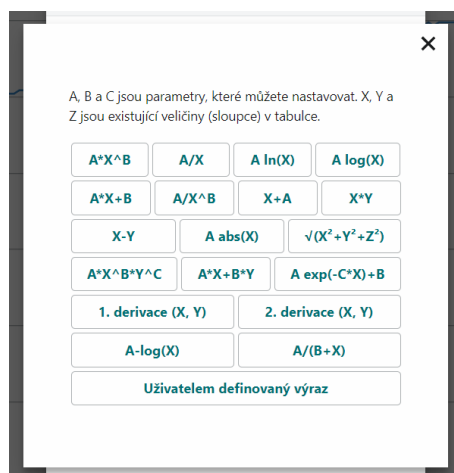 A, B a C jsou parametry, které můžete nastavovat. X, Y a
Z jsou existující veličiny (sloupce) v tabulce.
A*X^B A/X A ln(X) A log(X)
A*X+B A/X^B X+A X*Y
X-Y A abs(X) √(X²+Y²+Z²)
A*X^B*Y^C A*X+B*Y A exp(-C*X)+B
1. derivace (X, Y) 2. derivace (X, Y)
A-log(X) A/(B+X)
Uživatelem definovaný výraz